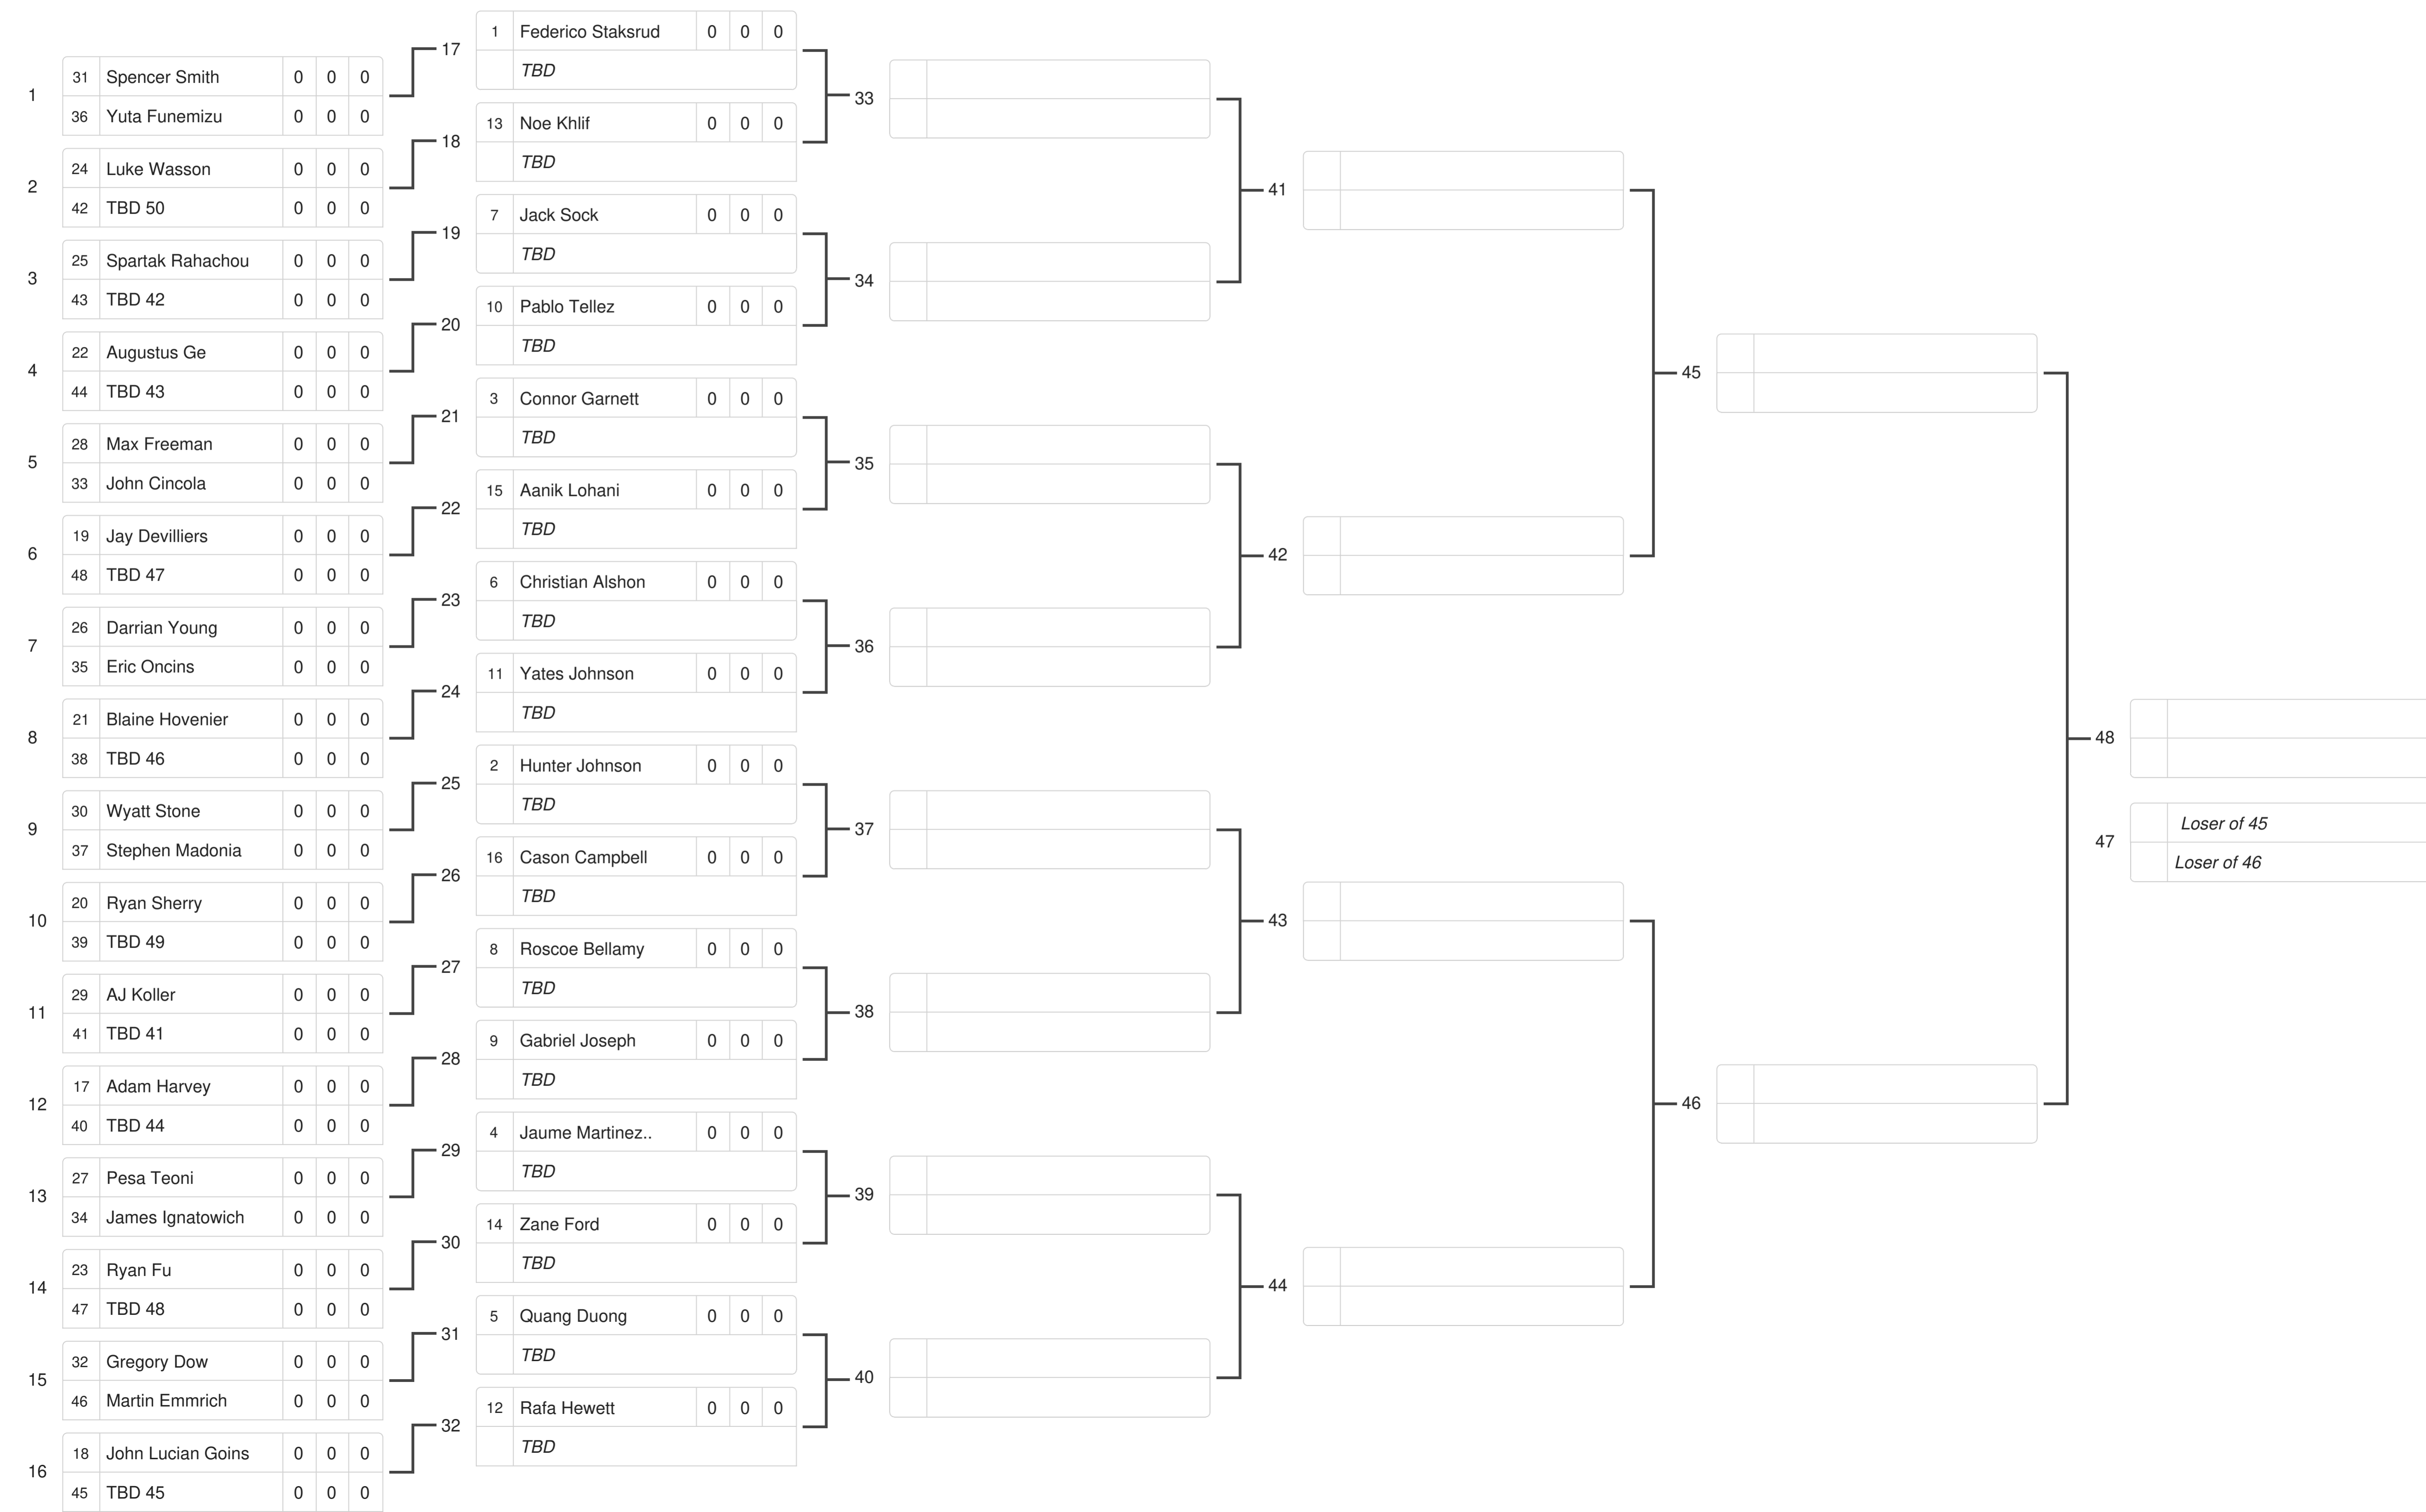 1
31 Spencer Smith 0 0 0
36 Yuta Funemizu 0 0 0
2
24 Luke Wasson 0 0 0
42 TBD 50 0 0 0
3
25 Spartak Rahachou 0 0 0
43 TBD 42 0 0 0
4
22 Augustus Ge 0 0 0
44 TBD 43 0 0 0
5
28 Max Freeman 0 0 0
33 John Cincola 0 0 0
6
19 Jay Devilliers 0 0 0
48 TBD 47 0 0 0
7
26 Darrian Young 0 0 0
35 Eric Oncins 0 0 0
8
21 Blaine Hovenier 0 0 0
38 TBD 46 0 0 0
9
30 Wyatt Stone 0 0 0
37 Stephen Madonia 0 0 0
10
20 Ryan Sherry 0 0 0
39 TBD 49 0 0 0
11
29 AJ Koller 0 0 0
41 TBD 41 0 0 0
12
17 Adam Harvey 0 0 0
40 TBD 44 0 0 0
13
27 Pesa Teoni 0 0 0
34 James Ignatowich 0 0 0
14
23 Ryan Fu 0 0 0
47 TBD 48 0 0 0
15
32 Gregory Dow 0 0 0
46 Martin Emmrich 0 0 0
16
18 John Lucian Goins 0 0 0
45 TBD 45 0 0 0
17
1 Federico Staksrud 0 0 0
TBD
18
13 Noe Khlif 0 0 0
TBD
19
7 Jack Sock 0 0 0
TBD
20
10 Pablo Tellez 0 0 0
TBD
21
3 Connor Garnett 0 0 0
TBD
22
15 Aanik Lohani 0 0 0
TBD
23
6 Christian Alshon 0 0 0
TBD
24
11 Yates Johnson 0 0 0
TBD
25
2 Hunter Johnson 0 0 0
TBD
26
16 Cason Campbell 0 0 0
TBD
27
8 Roscoe Bellamy 0 0 0
TBD
28
9 Gabriel Joseph 0 0 0
TBD
29
4 Jaume Martinez.. 0 0 0
TBD
30
14 Zane Ford 0 0 0
TBD
31
5 Quang Duong 0 0 0
TBD
32
12 Rafa Hewett 0 0 0
TBD
33
34
35
36
37
38
39
40
41
42
43
44
45
46
48
47
Loser of 45
Loser of 46